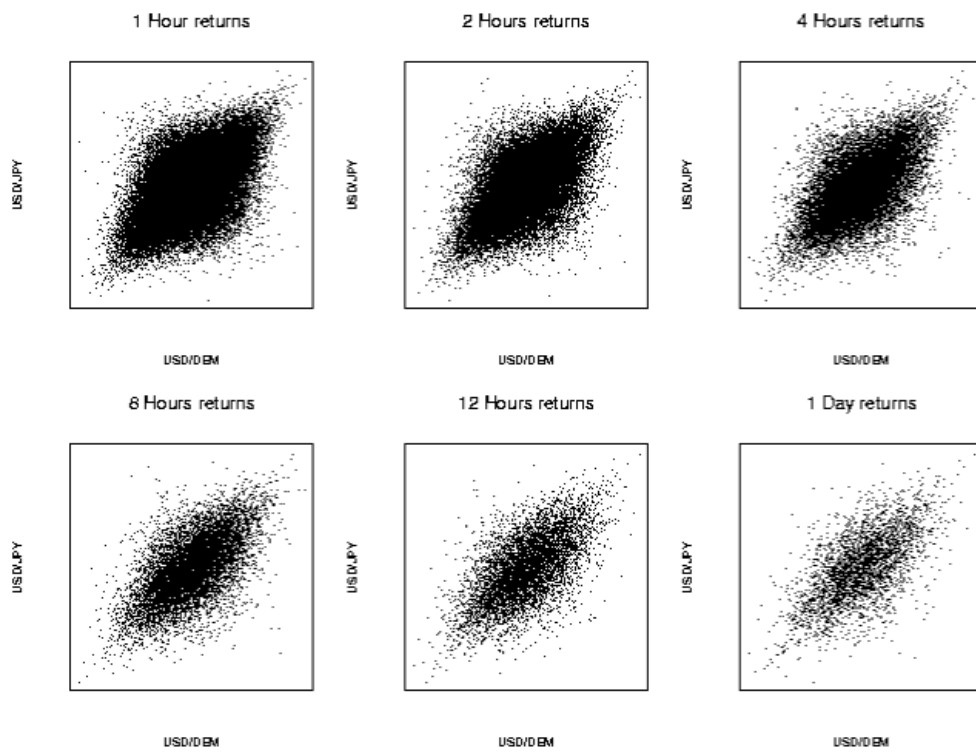 1 Hour returns
2 Hours returns
4 Hours returns
USD/JPY
USD/JPY
USD/JPY
USD/DEM
USD/DEM
USD/DEM
8 Hours returns
12 Hours returns
1 Day returns
USD/JPY
USD/JPY
USD/JPY
USD/DEM
USD/DEM
USD/DEM